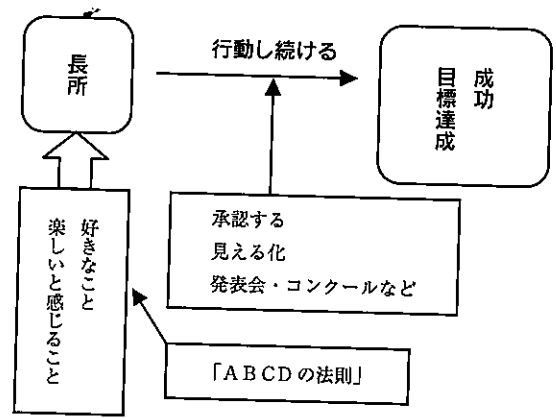 長所
行動し続ける
成功
目標達成
好きなこと
楽しいと感じること
承認する
見える化
発表会・コンクールなど
「ABCDの法則」